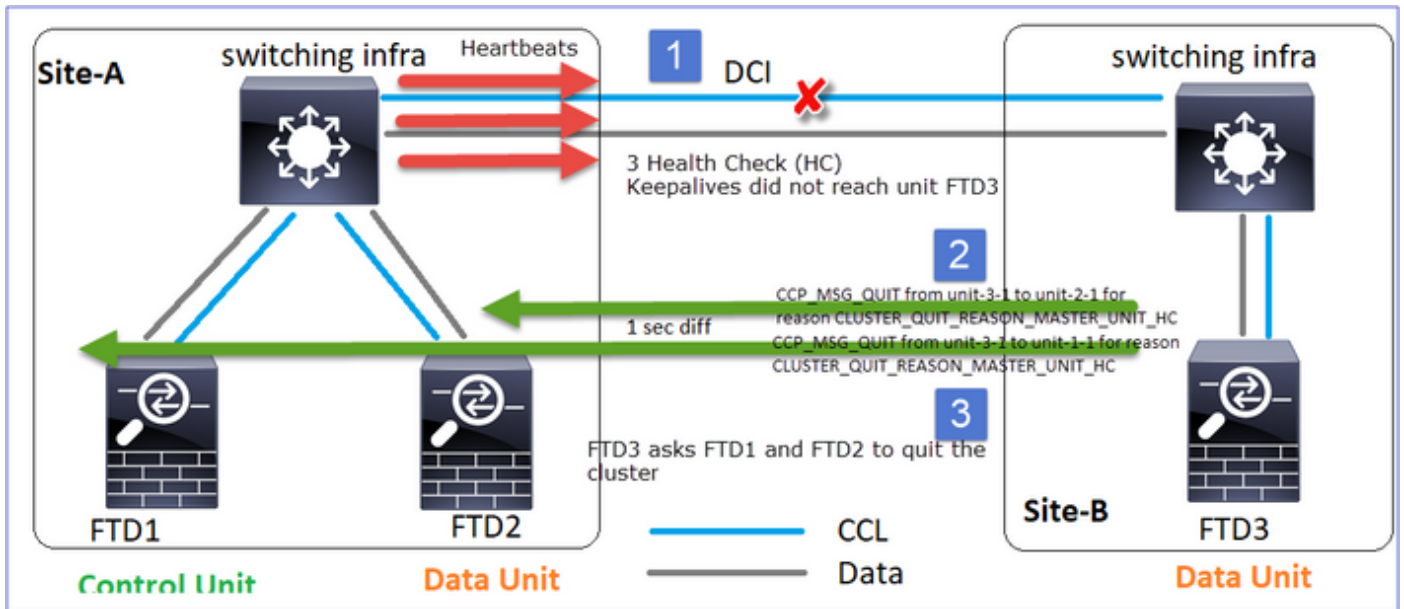 Site-A
switching infra
Heartbeats
1
DCI
switching infra
3 Health Check (HC)
Keepalives did not reach unit FTD3
2
CCP_MSG_QUIT from unit-3-1 to unit-2-1 for
reason CLUSTER_QUIT_REASON_MASTER_UNIT_HC
1 sec diff
CCP_MSG_QUIT from unit-3-1 to unit-1-1 for reason
CLUSTER_QUIT_REASON_MASTER_UNIT_HC
3
FTD3 asks FTD1 and FTD2 to quit the
cluster
FTD1
FTD2
Site-B
FTD3
CCL
Data
Control Unit
Data Unit
Data Unit